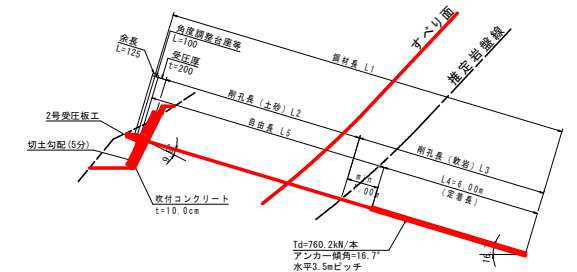 余長
L=125
角度調整台座等
L=100
受圧厚
t=200
鋼材長 L1
すべり面
推定岩盤線
削孔長（土砂）L2
自由長 L5
削孔長（軟岩）L3
L4=6.00m
(定着長)
min
2号受圧板工
切土勾配(5分)
吹付コンクリート
t=10.0cm
Td=760.2kN/本
アンカー傾角=16.7°
水平3.5mピッチ